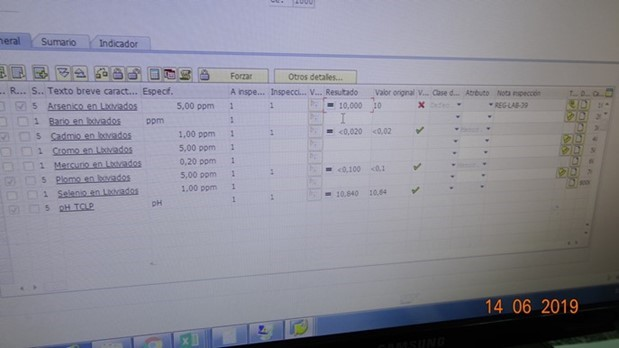 1000
neral Sumario Indicador
Forzar Otros detalles...
R... S... Texto breve caract... Especif. A inspe... Inspecci... V... Resultado Valor original V... Clase d... Atributo Nota inspección T... D...
5 Arsenico en Lixiviados 5,00 ppm 1 1 10,000 10 REG-LAB-39
1 Bario en lixiviados ppm 1
5 Cadmio en Lixiviados 1,00 ppm 1 1 <0,020 <0,02
1 Cromo en Lixiviados 5,00 ppm 1
1 Mercurio en Lixiviados 0,20 ppm 1
5 Plomo en lixiviados 5,00 ppm 1 1 <0,100 <0,1
1 Selenio en Lixiviados 1,00 ppm 1
5 pH TCLP pH 1 1 10,640 10,64
14 06 2019
SAMSUNG